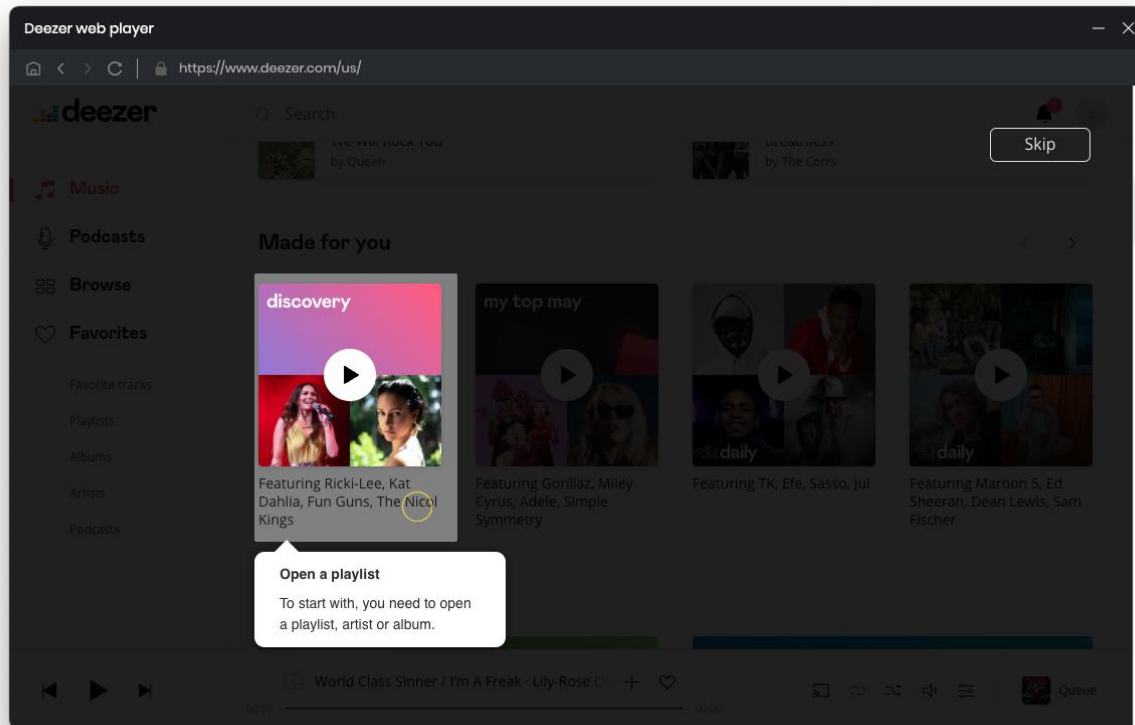 Deezer web player
https://www.deezer.com/us/
deezer
Search
Skip
We Will Rock You
by Queen
Breathless
by The Corrs
Music
Podcasts
Browse
Favorites
Favorite tracks
Playlists
Albums
Artists
Podcasts
Made for you
discovery
Featuring Ricki-Lee, Kat
Dahlia, Fun Guns, The Nicol
Kings
my top may
Featuring Gorillaz, Miley
Cyrus, Adele, Simple
Symmetry
daily
Featuring TK, Efe, Sasso, Jul
daily
Featuring Maroon 5, Ed
Sheeran, Dean Lewis, Sam
Fischer
Open a playlist
To start with, you need to open
a playlist, artist or album.
World Class Sinner / I'm A Freak · Lily-Rose
00:00
00:00
Queue